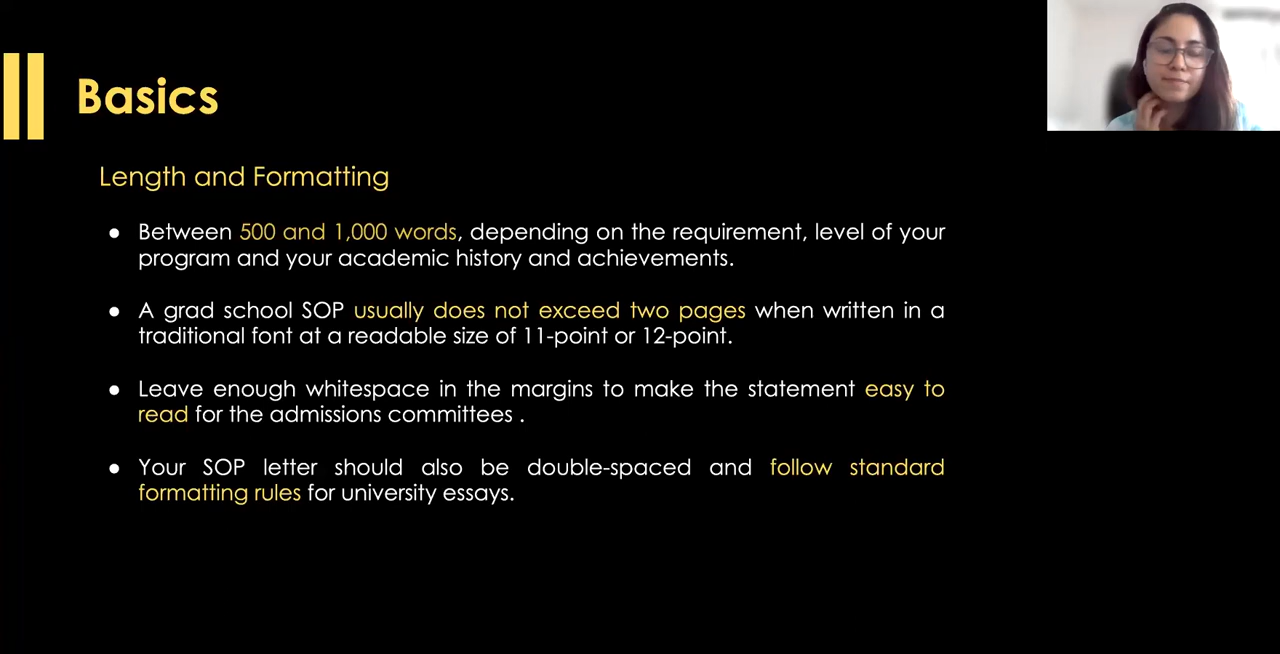 Basics
Length and Formatting
● Between 500 and 1,000 words, depending on the requirement, level of your
program and your academic history and achievements.
● A grad school SOP usually does not exceed two pages when written in a
traditional font at a readable size of 11-point or 12-point.
● Leave enough whitespace in the margins to make the statement easy to
read for the admissions committees .
● Your SOP letter should also be double-spaced and follow standard
formatting rules for university essays.